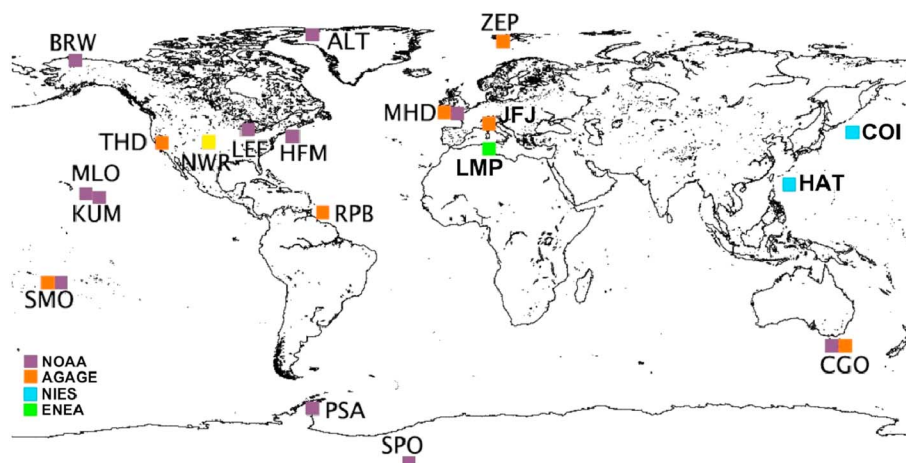 ZEP
BRW
ALT
MHD
JFJ
THD
NWR
LEF
HFM
LMP
COI
MLO
KUM
HAT
RPB
SMO
CGO
NOAA
AGAGE
NIES
ENEA
PSA
SPO